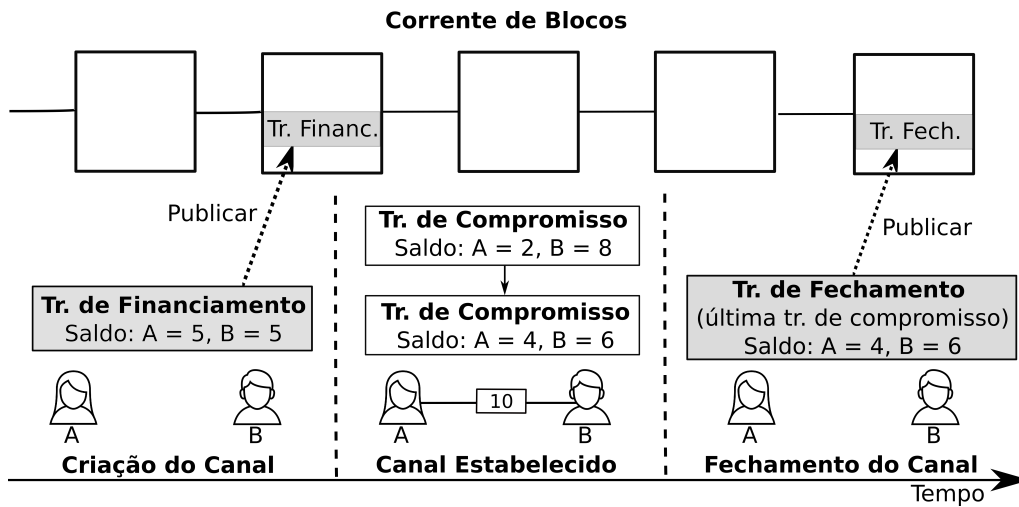 Corrente de Blocos
Tr. Financ.
Tr. Fech.
Publicar
Publicar
Tr. de Financiamento
Saldo: A = 5, B = 5
A
B
Criação do Canal
Tr. de Compromisso
Saldo: A = 2, B = 8
Tr. de Compromisso
Saldo: A = 4, B = 6
10
A
B
Canal Estabelecido
Tr. de Fechamento
(última tr. de compromisso)
Saldo: A = 4, B = 6
A
B
Fechamento do Canal
Tempo